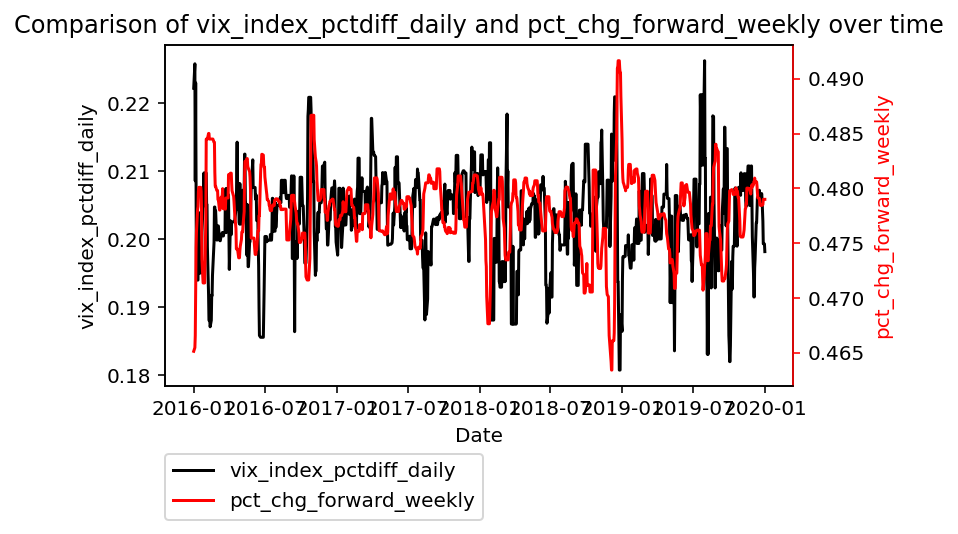 Comparison of vix_index_pctdiff_daily and pct_chg_forward_weekly over time
vix_index_pctdiff_daily
0.22
0.21
0.20
0.19
0.18
0.490
0.485
0.480
0.475
0.470
0.465
pct_chg_forward_weekly
2016-01 2016-07 2017-01 2017-07 2018-01 2018-07 2019-01 2019-07 2020-01
Date
vix_index_pctdiff_daily
pct_chg_forward_weekly